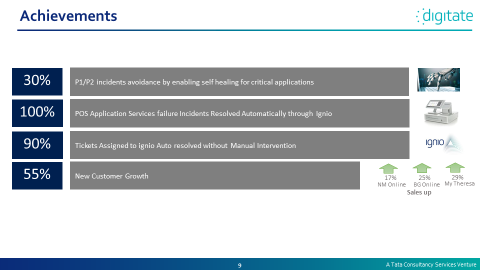 Achievements
digitate
30%
P1/P2 Incidents avoidance by enabling self healing for critical applications
100%
POS Application Services failure Incidents Resolved Automatically through Ignio
90%
Tickets Assigned to ignio Auto resolved without Manual Intervention
ignio
55%
New Customer Growth
17% 25% 29%
NM Online BG Online My Theresa
Sales up
9
A Tata Consultancy Services Venture